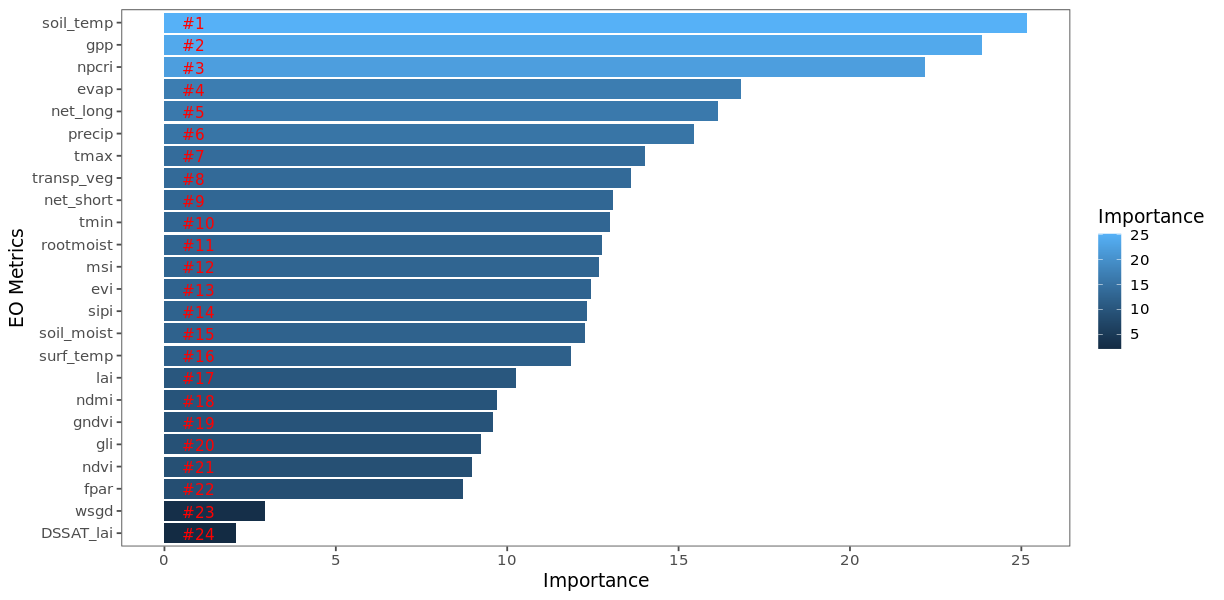 soil_temp #1
gpp #2
npcri #3
evap #4
net_long #5
precip #6
tmax #7
transp_veg #8
net_short #9
tmin #10
rootmoist #11
msi #12
evi #13
sipi #14
soil_moist #15
surf_temp #16
lai #17
ndmi #18
gndvi #19
gli #20
ndvi #21
fpar #22
wsgd #23
DSSAT_lai #24
0 5 10 15 20 25
Importance
EO Metrics
Importance
25
20
15
10
5